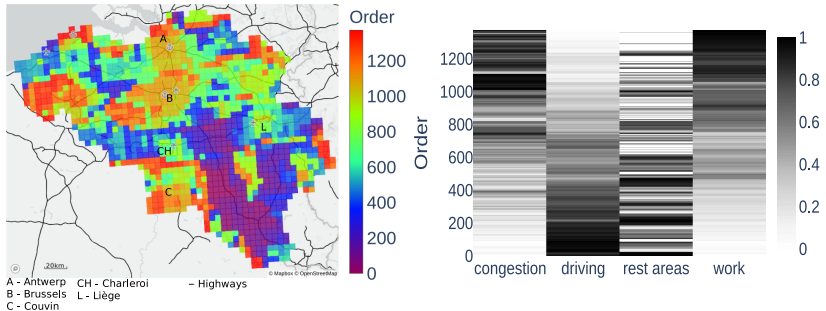 Order
A
B
L
CH
C
1200
1000
800
600
400
200
0
20km
© Mapbox © OpenStreetMap
A - Antwerp CH - Charleroi – Highways
B - Brussels L - Liège
C - Couvin
Order
1200
1000
800
600
400
200
0
congestion driving rest areas work
1
0.8
0.6
0.4
0.2
0